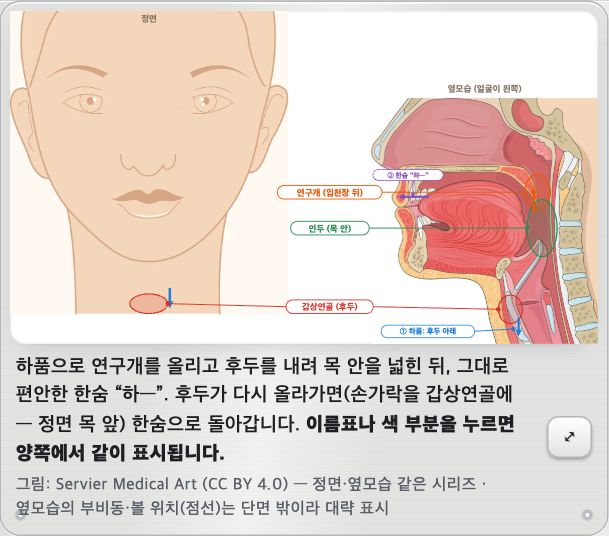 정면
옆모습 (얼굴이 왼쪽)
② 한숨 "하—"
연구개 (입천장 뒤)
인두 (목 안)
갑상연골 (후두)
① 하품: 후두 아래
하품으로 연구개를 올리고 후두를 내려 목 안을 넓힌 뒤, 그대로
편안한 한숨 “하—”. 후두가 다시 올라가면(손가락을 갑상연골에
— 정면 목 앞) 한숨으로 돌아갑니다. 이름표나 색 부분을 누르면
양쪽에서 같이 표시됩니다.
그림: Servier Medical Art (CC BY 4.0) — 정면·옆모습 같은 시리즈 ·
옆모습의 부비동·볼 위치(점선)는 단면 밖이라 대략 표시